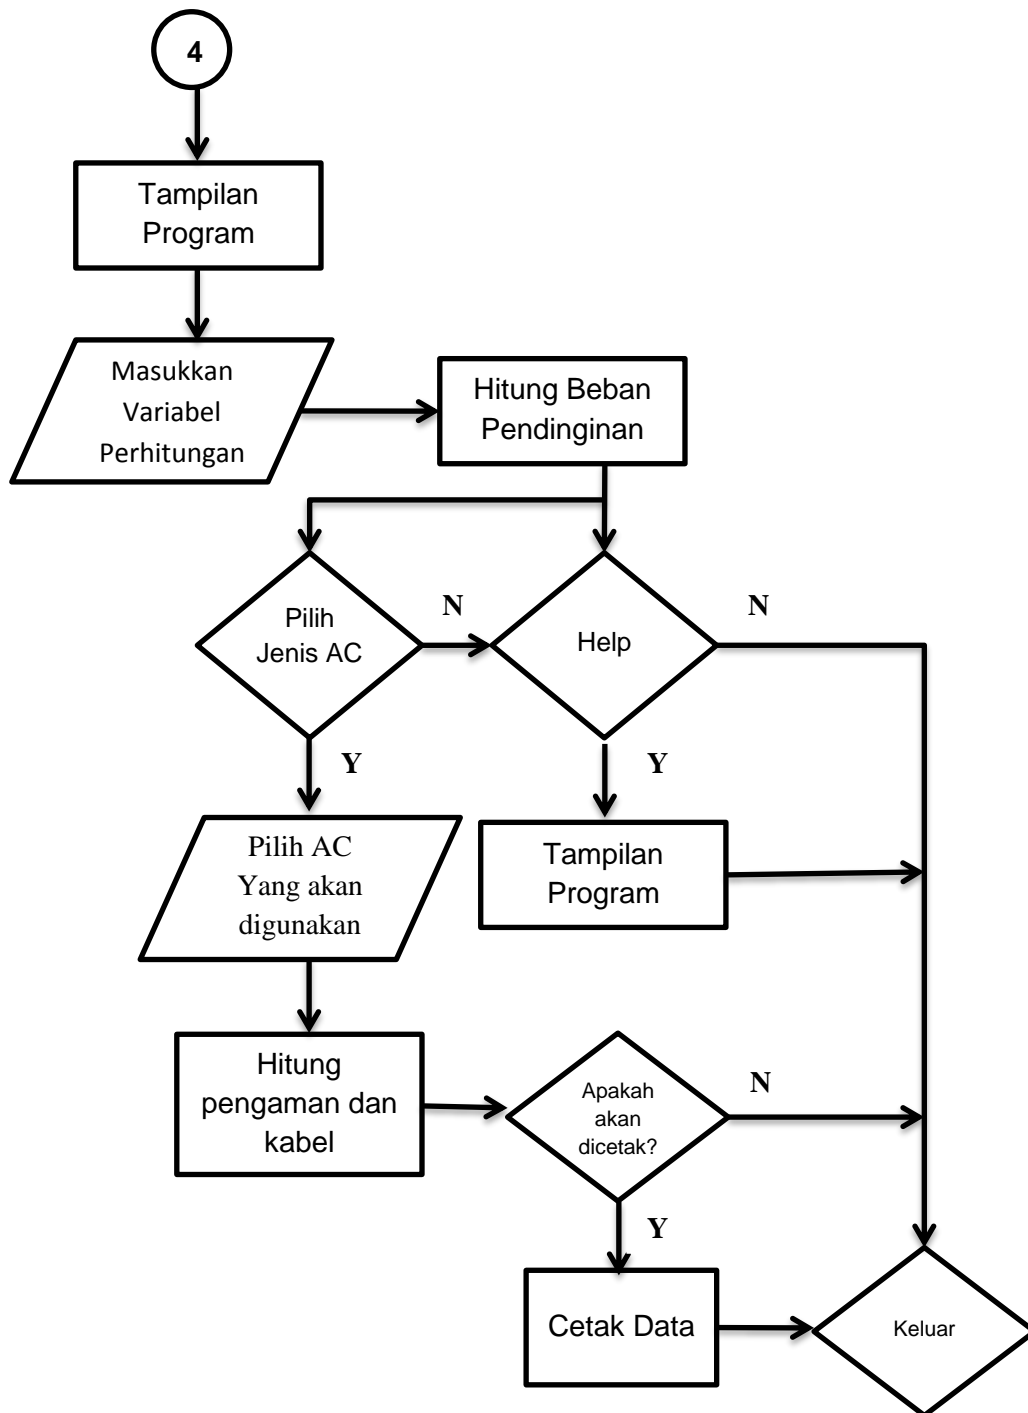 4
Tampilan
Program
Masukkan
Variabel
Perhitungan
Hitung Beban
Pendinginan
Pilih
Jenis AC
N
Help
N
Y
Y
Pilih AC
Yang akan
digunakan
Tampilan
Program
Hitung
pengaman dan
kabel
Apakah
akan
dicetak?
N
Y
Cetak Data
Keluar